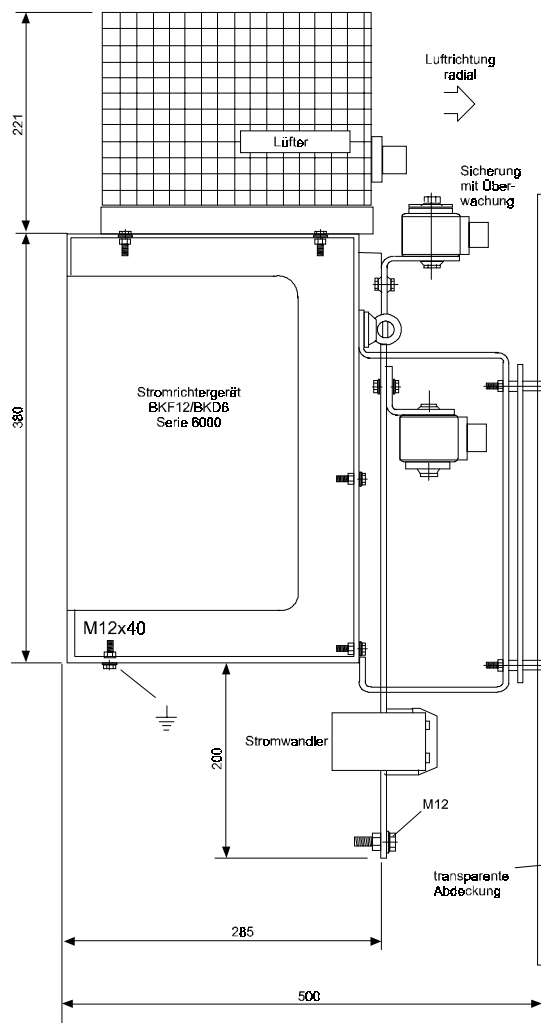 Luftrichtung
radial
221
Lüfter
Sicherung
mit Über-
wachung
380
Stromrichtergerät
BKF12/BKD6
Serie 6000
M12x40
200
Stromwandler
M12
transparente
Abdeckung
285
500